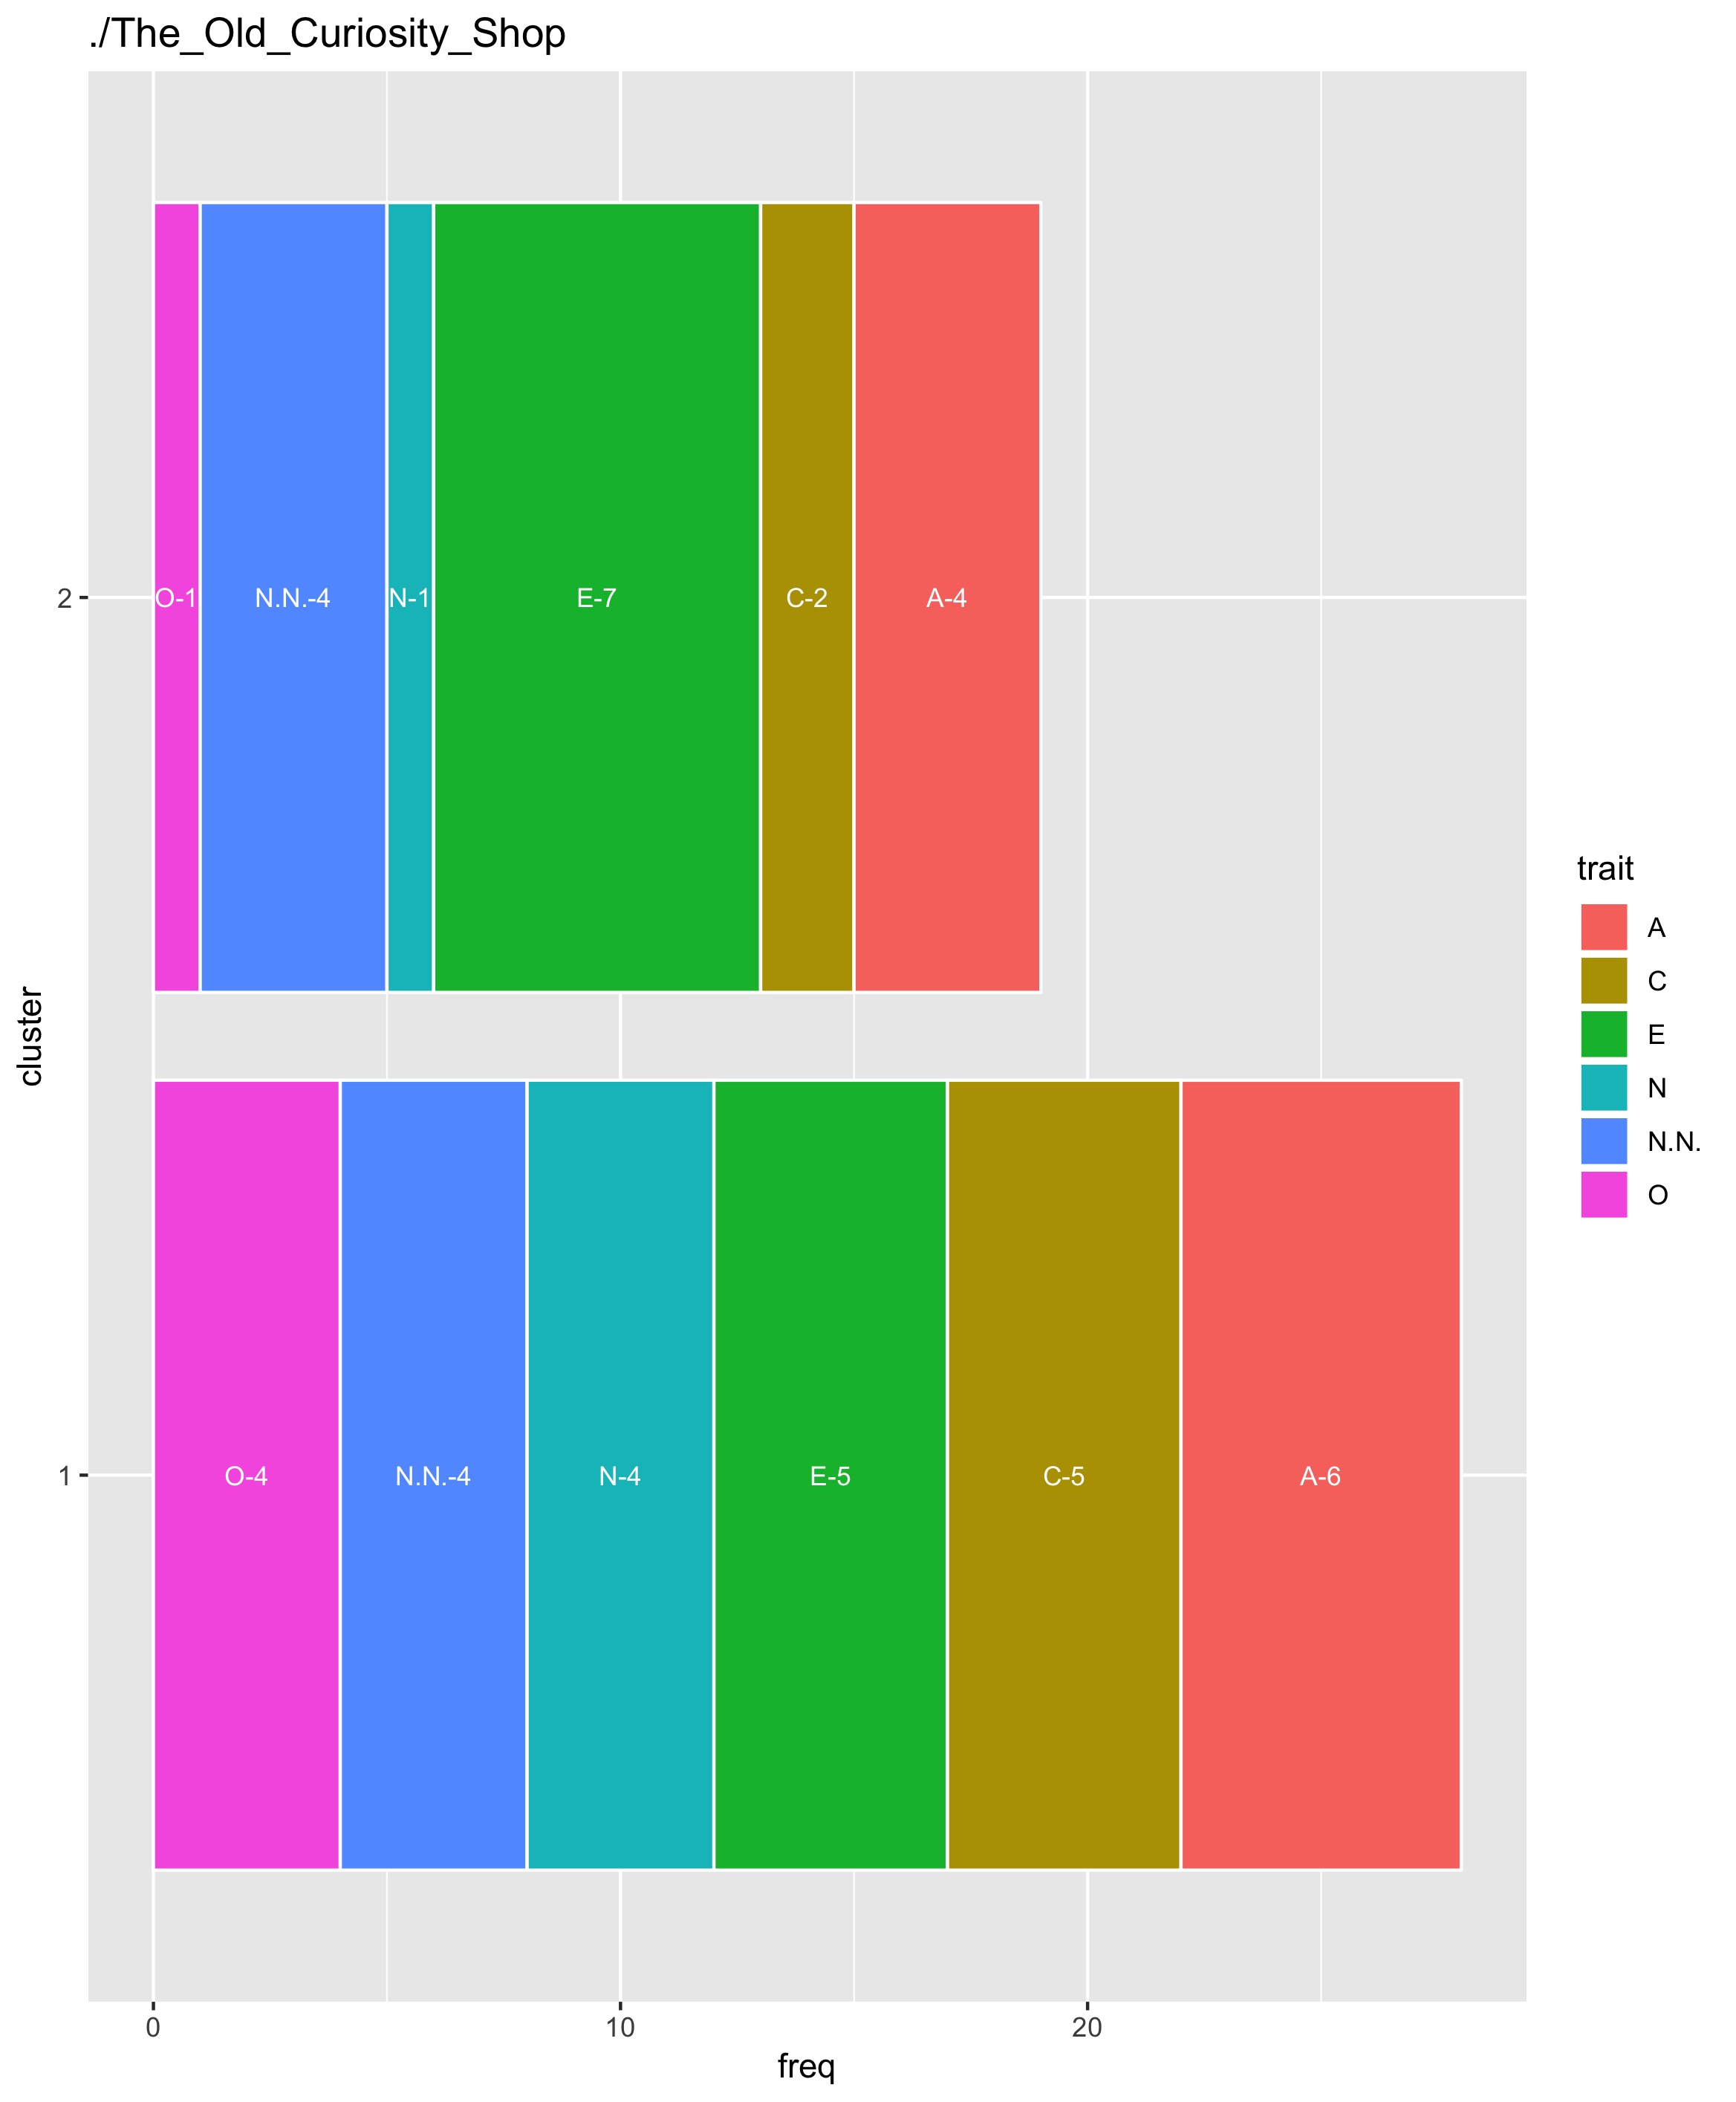 ./The_Old_Curiosity_Shop
cluster
2
O-1 N.N.-4 N-1 E-7 C-2 A-4
1
O-4 N.N.-4 N-4 E-5 C-5 A-6
0 10 20
freq
trait
A
C
E
N
N.N.
O